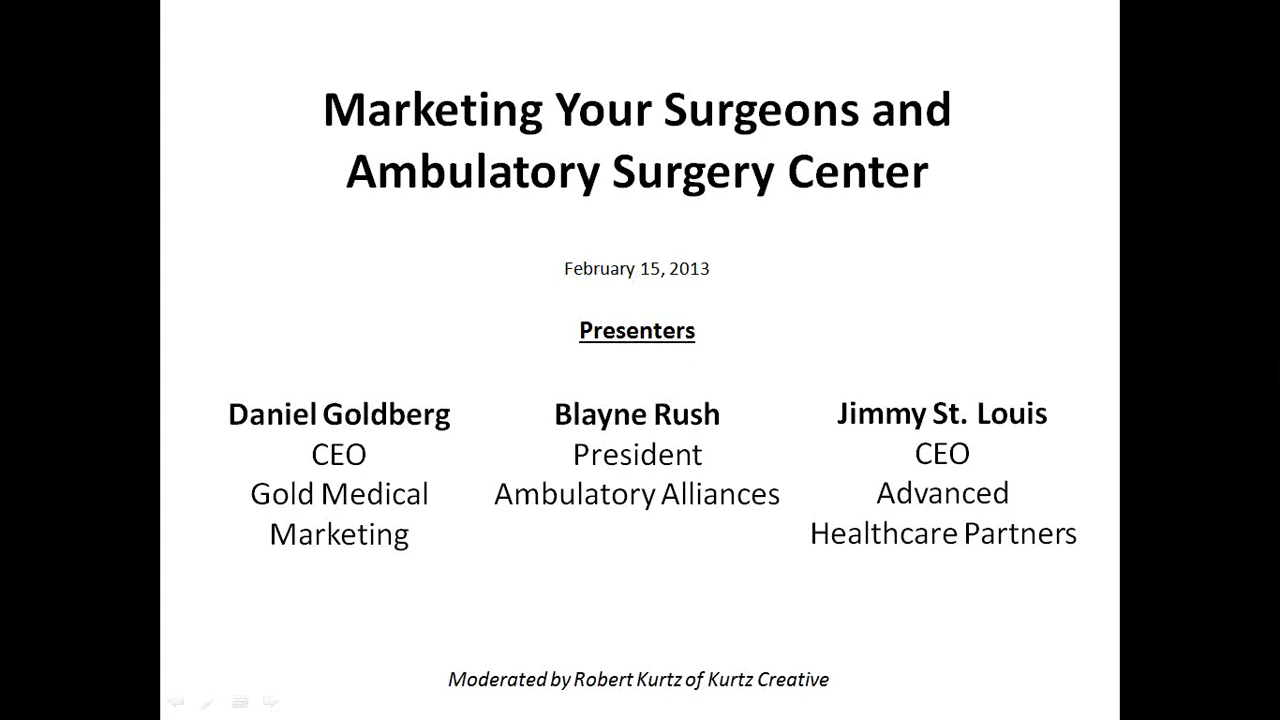 Marketing Your Surgeons and
Ambulatory Surgery Center
February 15, 2013
Presenters
Daniel Goldberg
CEO
Gold Medical
Marketing
Blayne Rush
President
Ambulatory Alliances
Jimmy St. Louis
CEO
Advanced
Healthcare Partners
Moderated by Robert Kurtz of Kurtz Creative